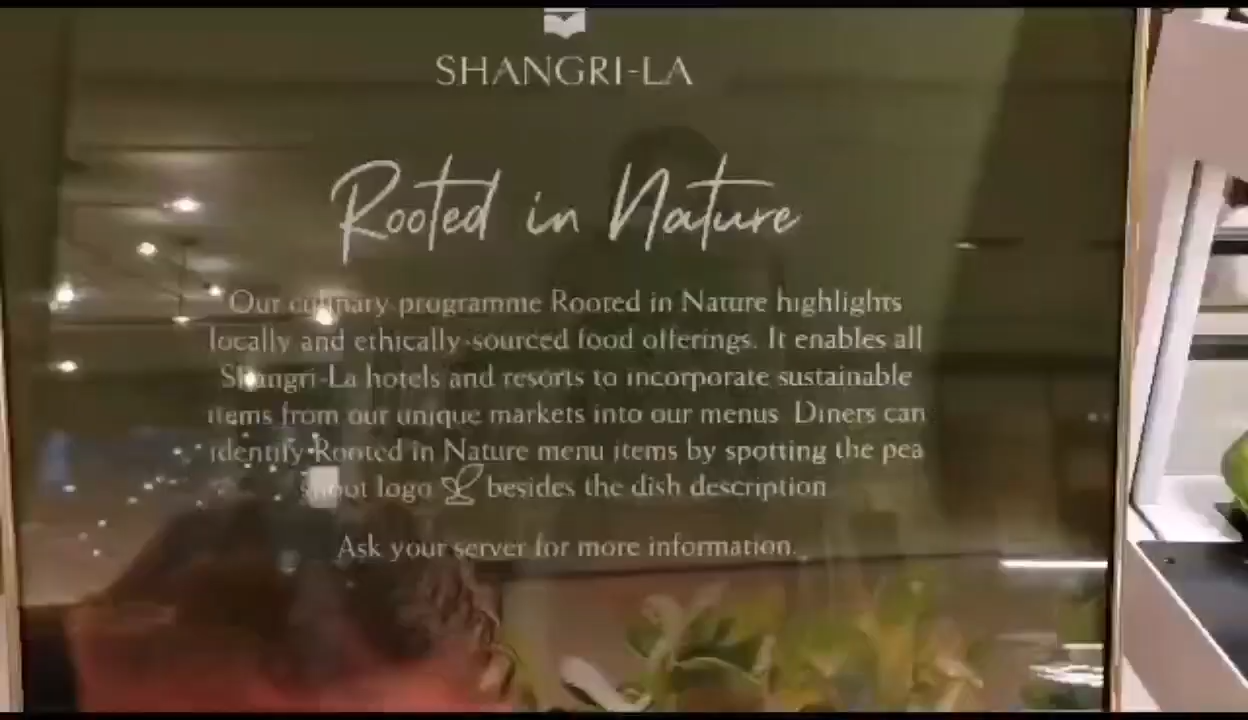 SHANGRI-LA
Rooted in Nature
Our culinary programme Rooted in Nature highlights
locally and ethically-sourced food offerings. It enables all
Shangri-La hotels and resorts to incorporate sustainable
items from our unique markets into our menus. Diners can
identify Rooted in Nature menu items by spotting the pea
shoot logo besides the dish description
Ask your server for more information.